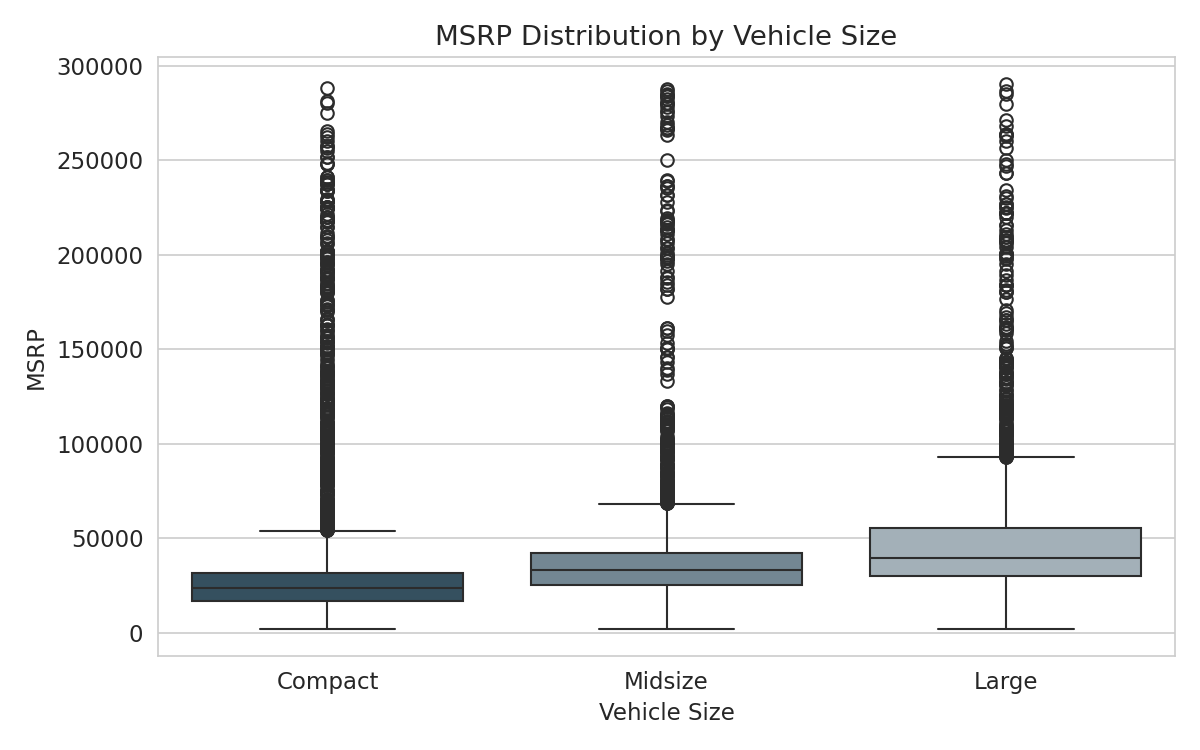 MSRP Distribution by Vehicle Size
300000
250000
200000
150000
100000
50000
0
MSRP
Compact Midsize Large
Vehicle Size